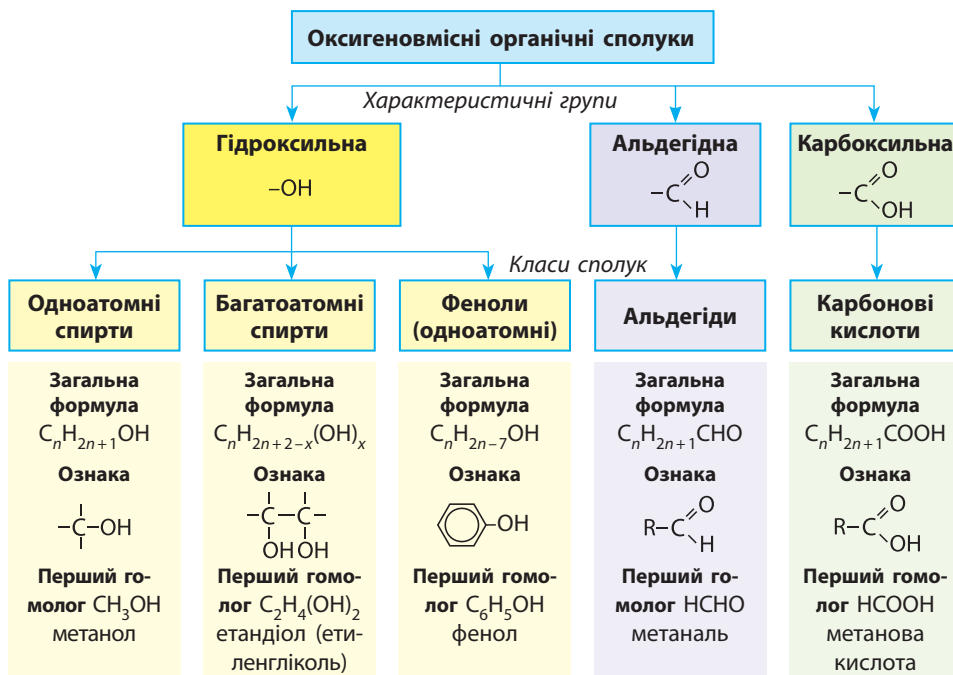 Оксигеновмісні органічні сполуки
Характеристичні групи
Гідроксильна
–OH
Альдегідна
–C
O
H
Карбоксильна
–C
O
OH
Класи сполук
Одноатомні
спирти
Загальна
формула
CnH2n+1OH
Ознака
–C–OH
Перший го-
молог CH3OH
метанол
Багатоатомні
спирти
Загальна
формула
CnH2n+2–x(OH)x
Ознака
–C–C–
OH OH
Перший гомо-
лог C2H4(OH)2
етандіол (ети-
ленгліколь)
Феноли
(одноатомні)
Загальна
формула
CnH2n–7OH
Ознака
–OH
Перший гомо-
лог C6H5OH
фенол
Альдегіди
Загальна
формула
CnH2n+1CHO
Ознака
R–C
O
H
Перший го-
молог HCHO
метаналь
Карбонові
кислоти
Загальна
формула
CnH2n+1COOH
Ознака
R–C
O
OH
Перший гомо-
лог HCOOH
метанова
кислота